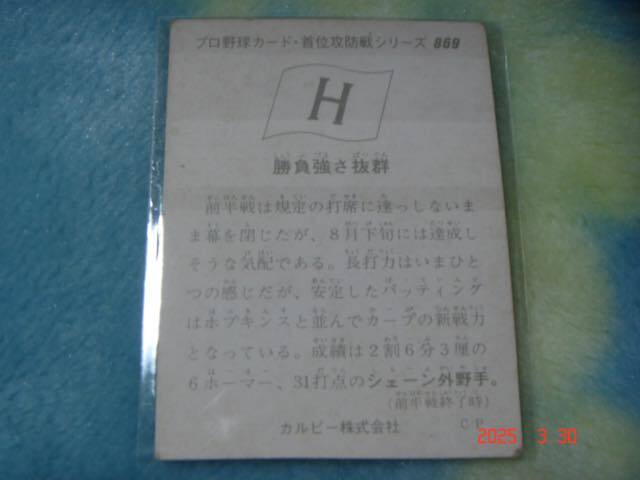 プロ野球カード・首位攻防戦シリーズ 869
H
勝負強さ抜群
前半戦は規定の打席に達っしないま
ま幕を閉じだが、8月下旬には達成し
そうな気配である。長打力はいまひと
つの感じだが、安定したバッティング
はホプキンスと並んでカープの新戦力
となっている。成績は2割6分3厘の
6ホーマー、31打点のシェーン外野手。
(前半戦終了時)
カルビー株式会社 C P
2025 3 30